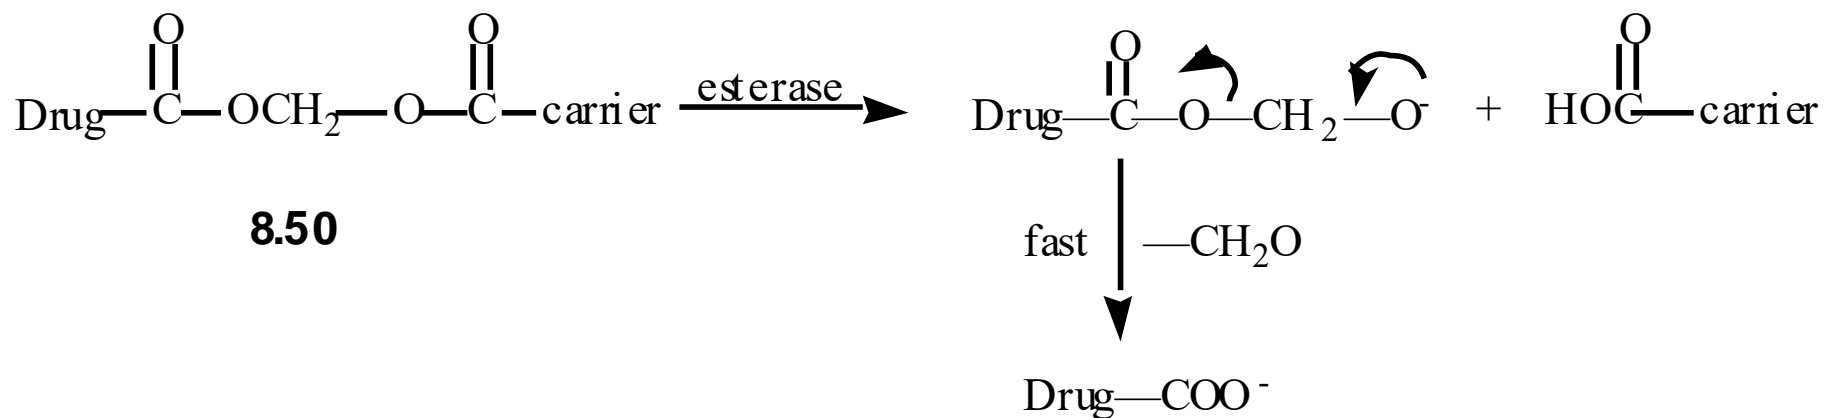 O O O O
Drug—C—OCH2—O—C—carrier esterase Drug—C—O—CH2—O- + HOC—carrier
8.50
fast —CH2O
Drug—COO-